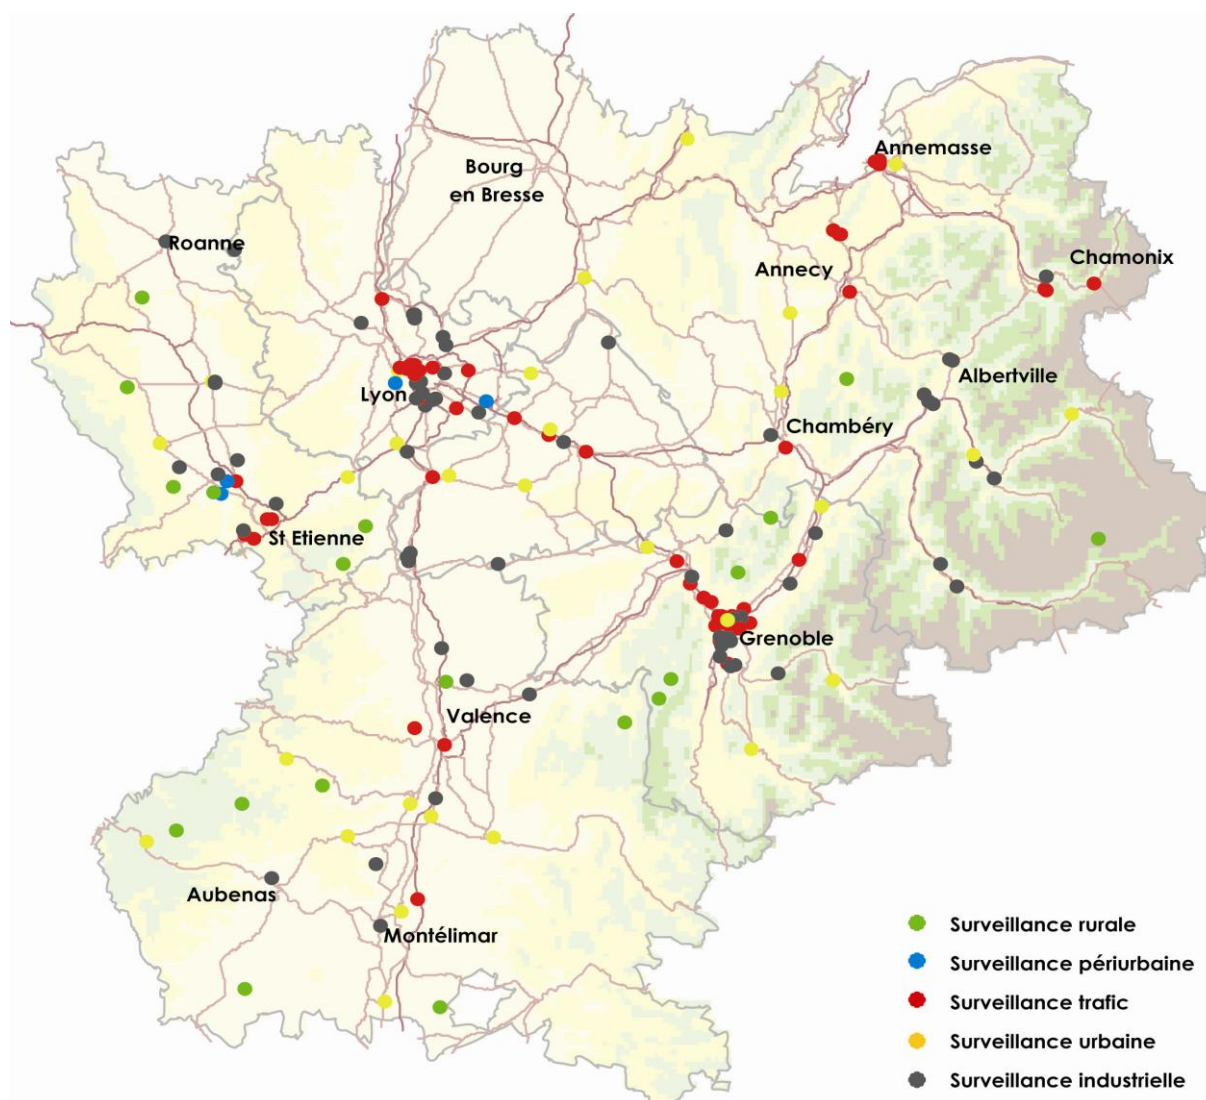 Annemasse
Bourg
en Bresse
Roanne
Chamonix
Annecy
Albertville
Lyon
Chambéry
St Etienne
Grenoble
Valence
Aubenas
Montélimar
Surveillance rurale
Surveillance périurbaine
Surveillance trafic
Surveillance urbaine
Surveillance industrielle